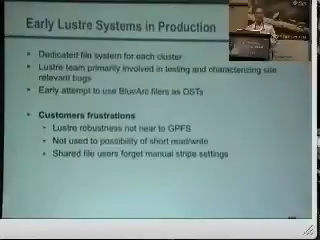 Early Lustre Systems in Production
Dedicated file system for each cluster
Lustre team primarily involved in testing and characterizing site
relevant bugs
Early attempt to use BlueArc filers as OSTs
Customers frustrations
Lustre robustness not near to GPFS
Not used to possibility of short read/write
Shared file users forget manual stripe settings